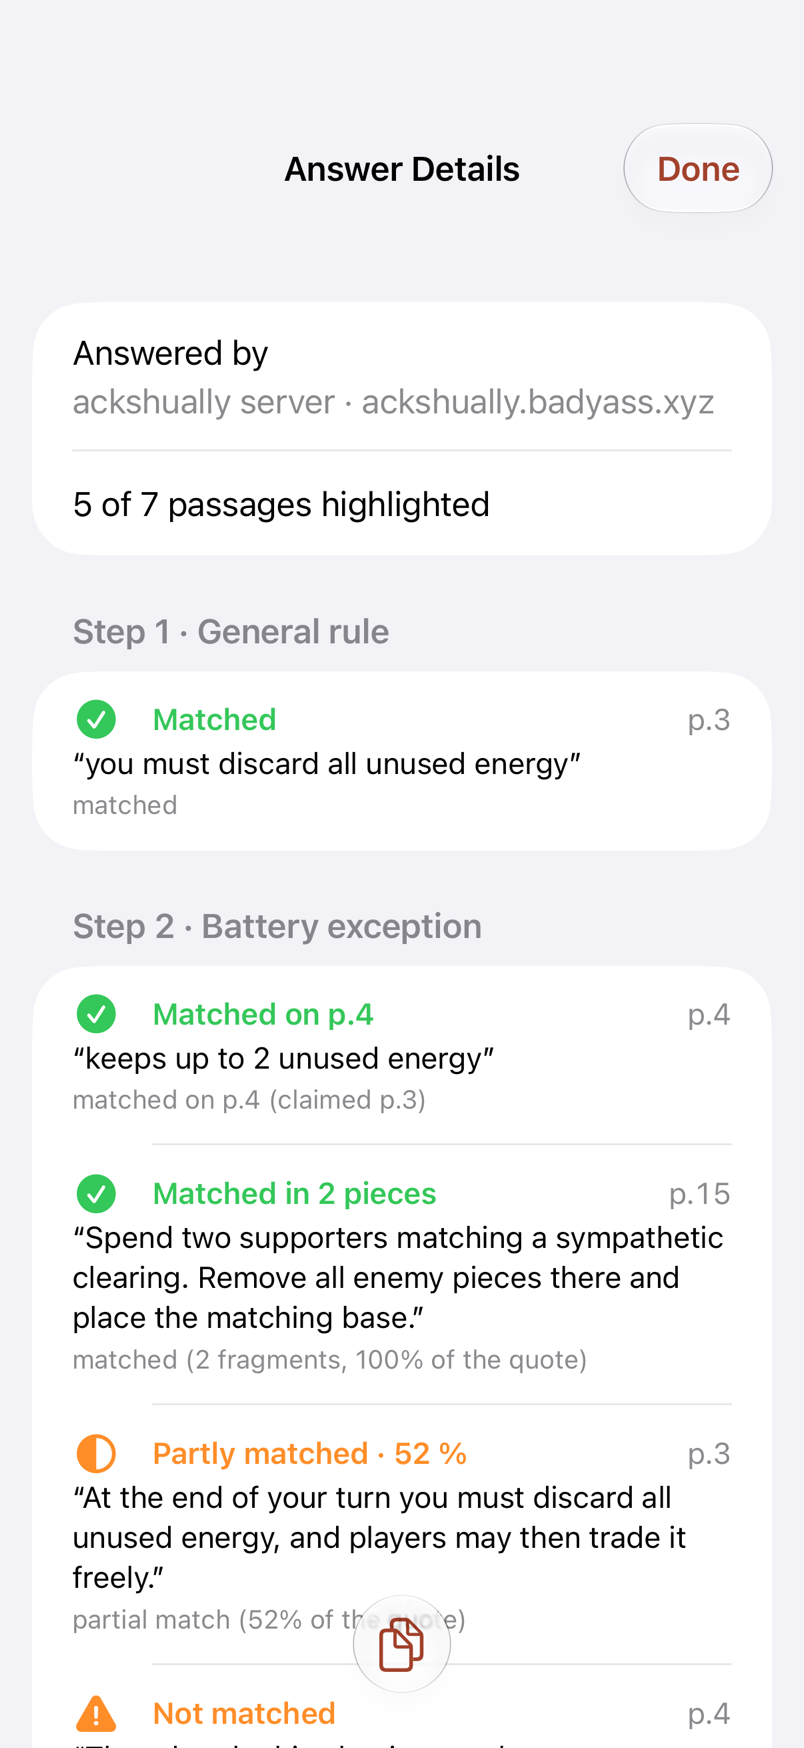 Answer Details
Done
Answered by
ackshually server · ackshually.badyass.xyz
5 of 7 passages highlighted
Step 1 · General rule
Matched p.3
“you must discard all unused energy”
matched
Step 2 · Battery exception
Matched on p.4 p.4
“keeps up to 2 unused energy”
matched on p.4 (claimed p.3)
Matched in 2 pieces p.15
“Spend two supporters matching a sympathetic
clearing. Remove all enemy pieces there and
place the matching base.”
matched (2 fragments, 100% of the quote)
Partly matched · 52 % p.3
“At the end of your turn you must discard all
unused energy, and players may then trade it
freely.”
partial match (52% of the quote)
Not matched p.4